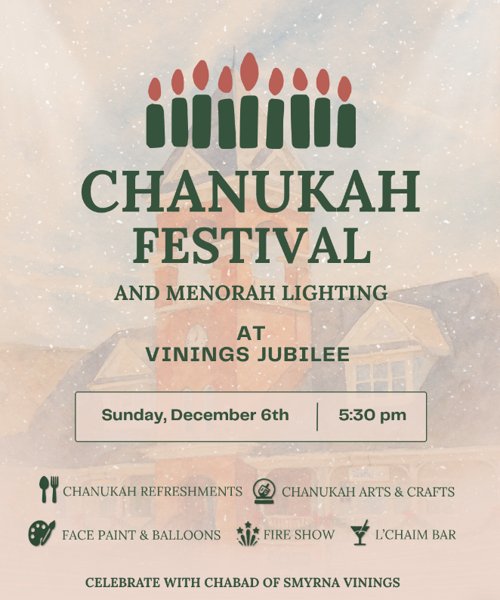 CHANUKAH
FESTIVAL
AND MENORAH LIGHTING
AT
VININGS JUBILEE
Sunday, December 6th 5:30 pm
CHANUKAH REFRESHMENTS CHANUKAH ARTS & CRAFTS
FACE PAINT & BALLOONS FIRE SHOW L'CHAIM BAR
CELEBRATE WITH CHABAD OF SMYRNA VININGS